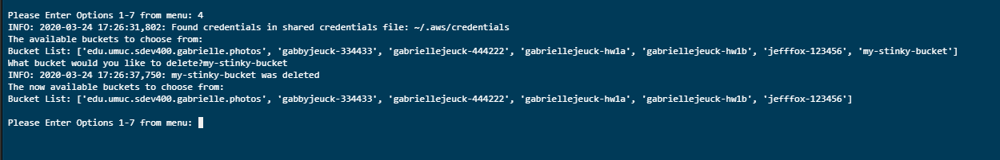 Please Enter Options 1-7 from menu: 4
INFO: 2020-03-24 17:26:31,802: Found credentials in shared credentials file: ~/.aws/credentials
The available buckets to choose from:
Bucket List: ['edu.umuc.sdev400.gabrielle.photos', 'gabbyjeuck-334433', 'gabriellejeuck-444222', 'gabriellejeuck-hw1a', 'gabriellejeuck-hw1b', 'jefffox-123456', 'my-stinky-bucket']
What bucket would you like to delete?my-stinky-bucket
INFO: 2020-03-24 17:26:37,750: my-stinky-bucket was deleted
The now available buckets to choose from:
Bucket List: ['edu.umuc.sdev400.gabrielle.photos', 'gabbyjeuck-334433', 'gabriellejeuck-444222', 'gabriellejeuck-hw1a', 'gabriellejeuck-hw1b', 'jefffox-123456']
Please Enter Options 1-7 from menu: